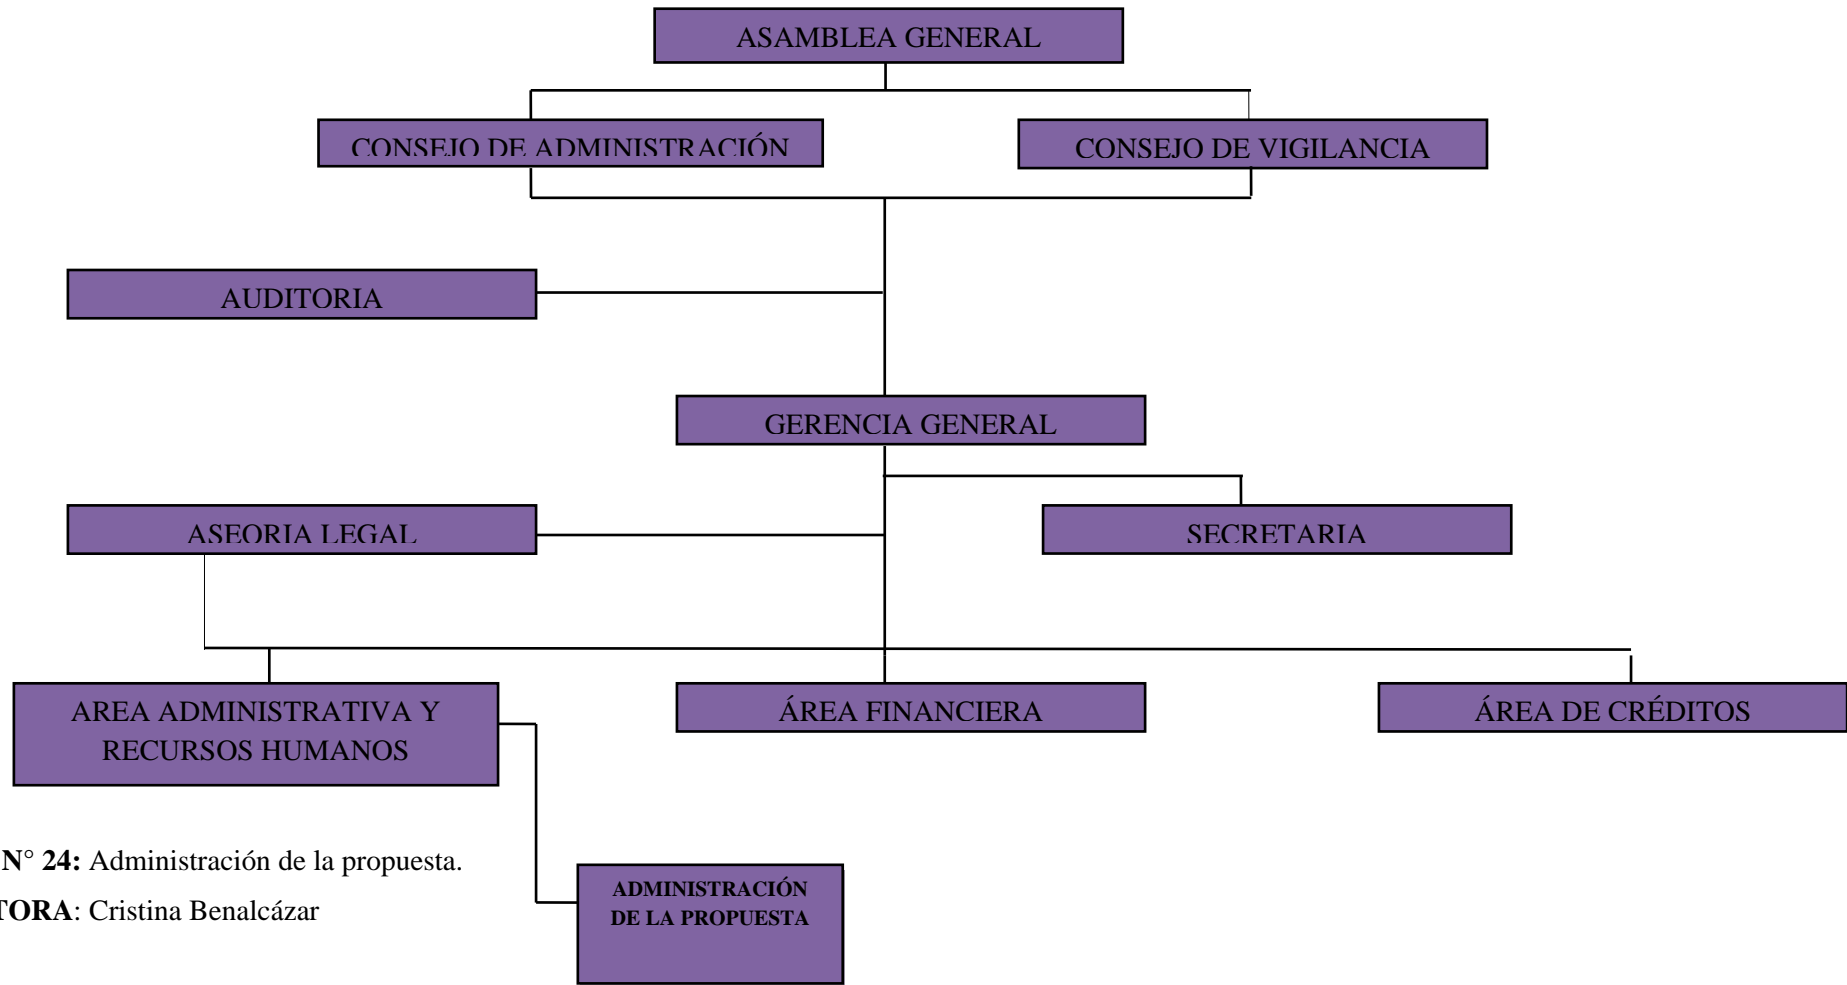 ASAMBLEA GENERAL
CONSEJO DE ADMINISTRACIÓN
CONSEJO DE VIGILANCIA
AUDITORIA
GERENCIA GENERAL
ASEORIA LEGAL
SECRETARIA
AREA ADMINISTRATIVA Y
RECURSOS HUMANOS
ÁREA FINANCIERA
ÁREA DE CRÉDITOS
N° 24: Administración de la propuesta.
TORA: Cristina Benalcázar
ADMINISTRACIÓN
DE LA PROPUESTA